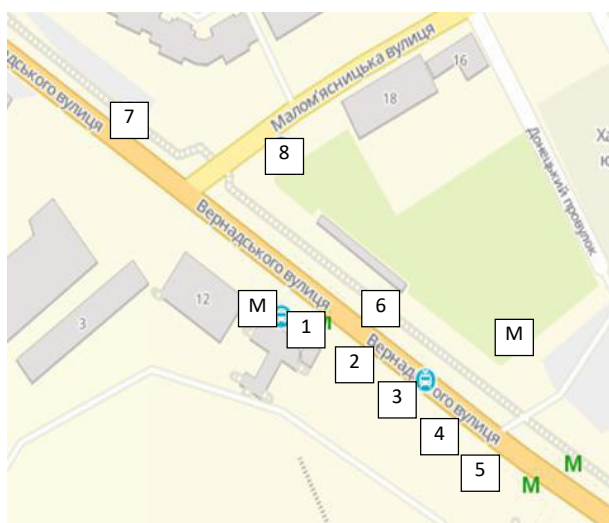 дського вулиця
7
8
Малом'ясницька вулиця
16
18
Донецький провулок
Ха
ю
Вернадського вулиця
12
3
М
1
М
6
М
2
Вернад
ого вулиця
3
4
5
М
М